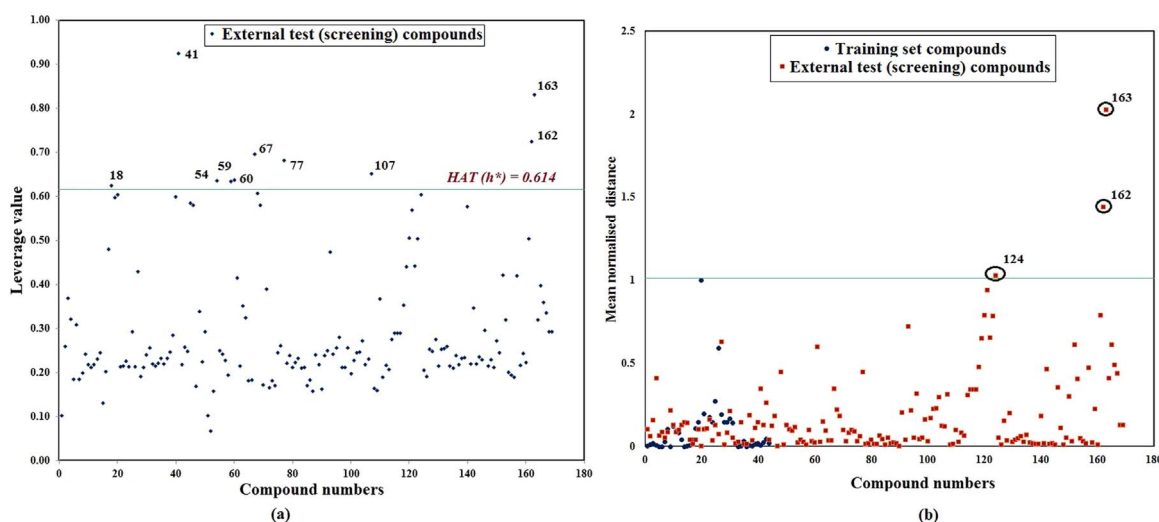 1.00
0.90
0.80
0.70
0.60
0.50
0.40
0.30
0.20
0.10
0.00
Leverage value
External test (screening) compounds
41
163
162
67
77
59
107
18
54
60
HAT (h*) = 0.614
0 20 40 60 80 100 120 140 160 180
Compound numbers
(a)
2.5
2
1.5
1
0.5
0
Mean normalised distance
Training set compounds
External test (screening) compounds
163
162
124
0 20 40 60 80 100 120 140 160 180
Compound numbers
(b)